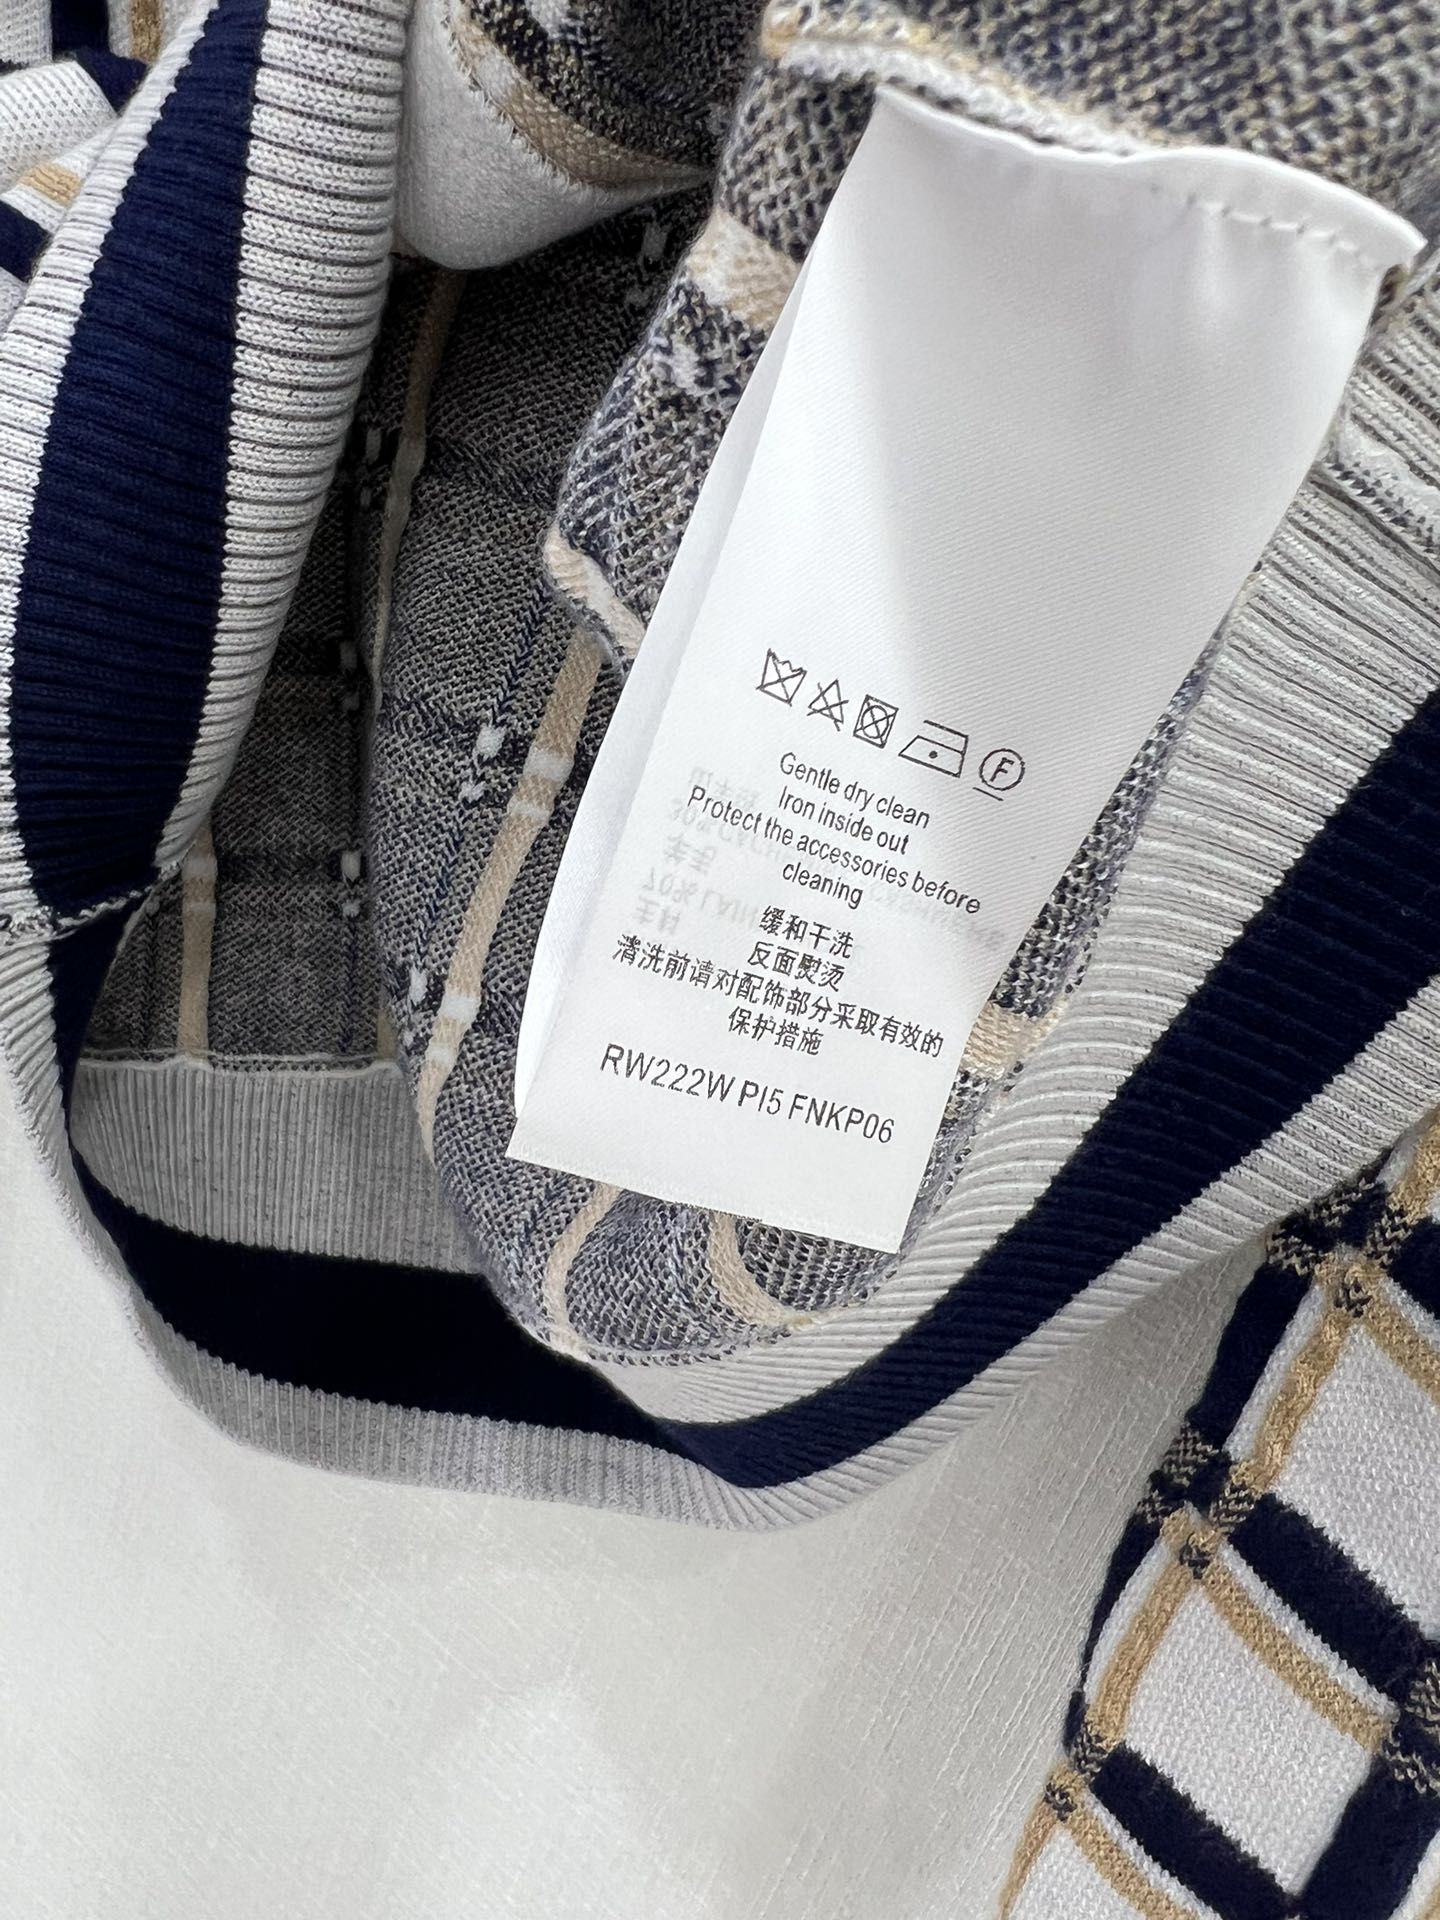 F
Gentle dry clean
Iron inside out
Protect the accessories before
cleaning
缓和干洗
反面熨烫
清洗前请对配饰部分采取有效的
保护措施
RW222W PI5 FNKP06